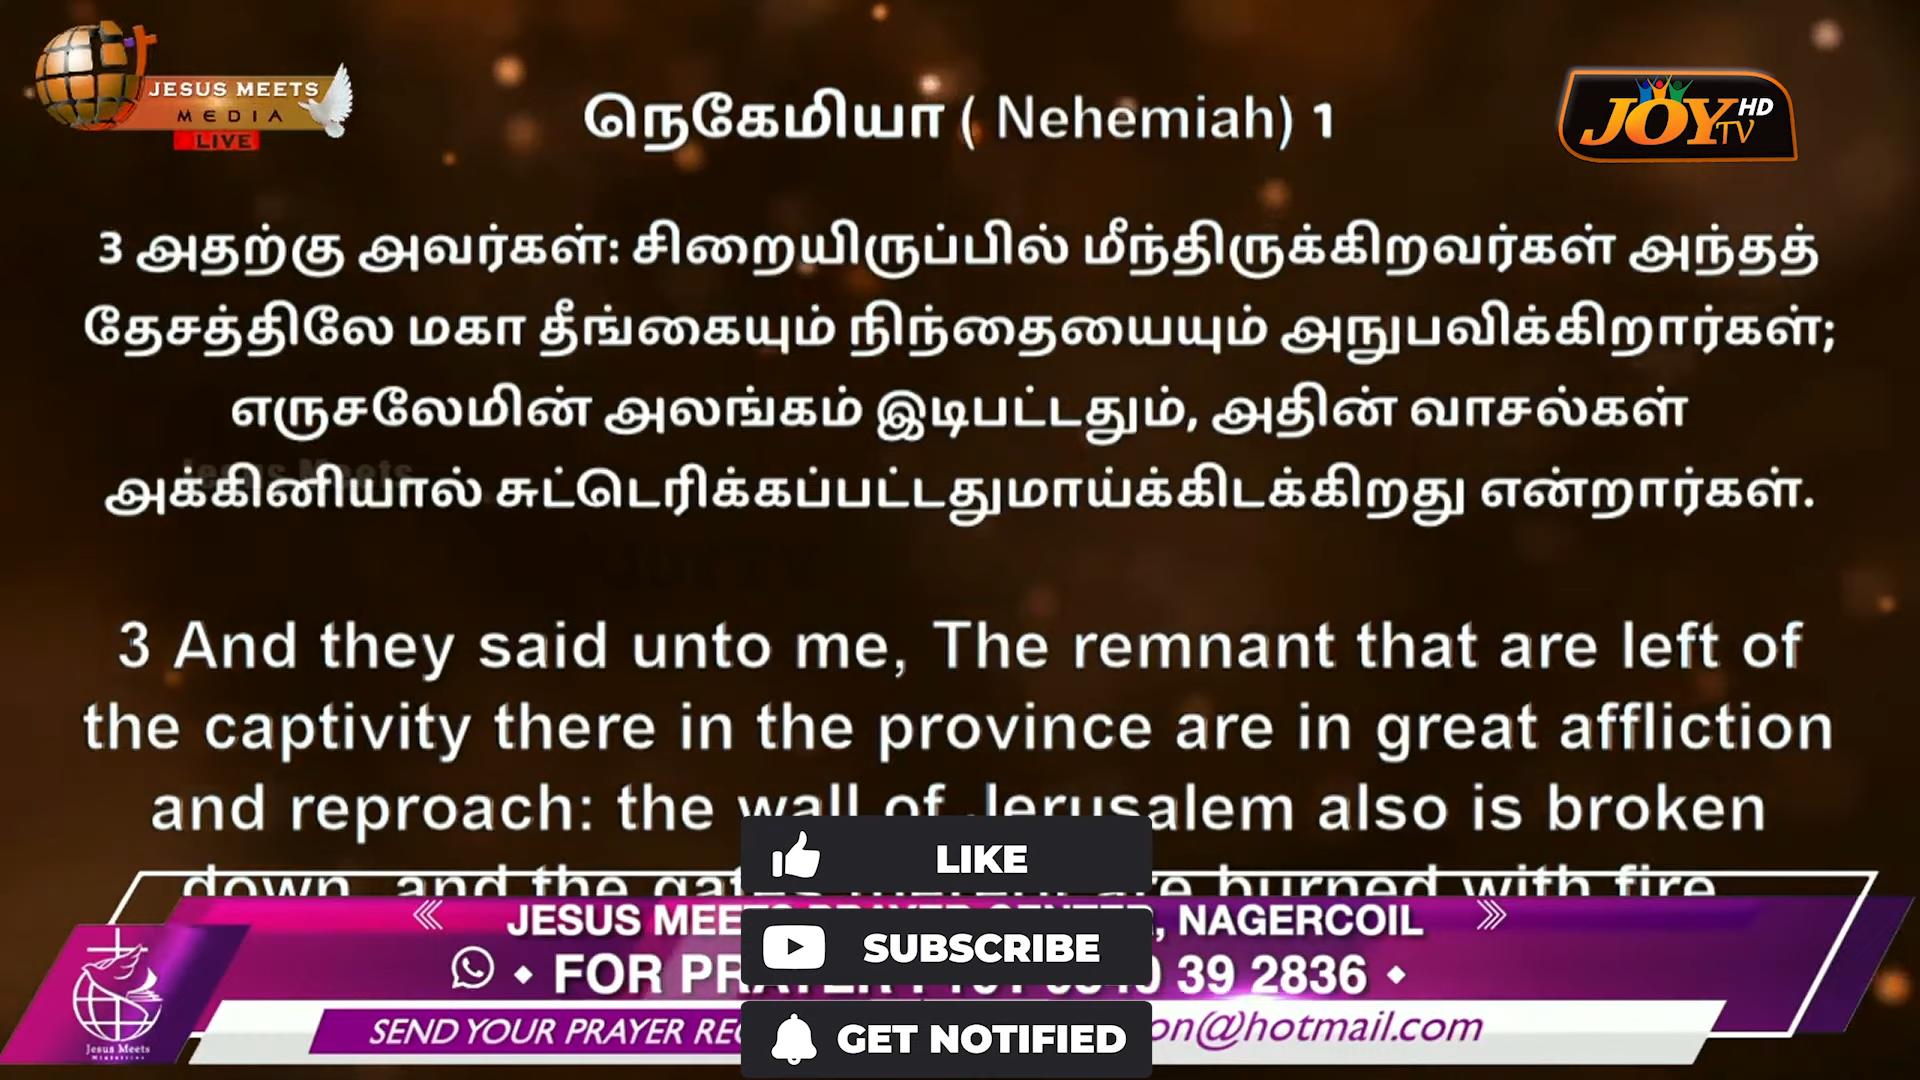 JESUS MEETS
MEDIA
LIVE
JOY TV HD
நெகேமியா ( Nehemiah) 1
3 அதற்கு அவர்கள்: சிறையிருப்பில் மீந்திருக்கிறவர்கள் அந்தத்
தேசத்திலே மகா தீங்கையும் நிந்தையையும் அநுபவிக்கிறார்கள்;
எருசலேமின் அலங்கம் இடிபட்டதும், அதின் வாசல்கள்
Jesus Meets
அக்கினியால் சுட்டெரிக்கப்பட்டதுமாய்க்கிடக்கிறது என்றார்கள்.
3 And they said unto me, The remnant that are left of
the captivity there in the province are in great affliction
and reproach: the wall of Jerusalem also is broken
down, and the gates thereof are burned with fire
LIKE
JESUS MEETS PRAYER CENTER, NAGERCOIL
SUBSCRIBE
FOR PRAYER : 39 2836
GET NOTIFIED
SEND YOUR PRAYER on@hotmail.com
Jesus Meets
Ministries